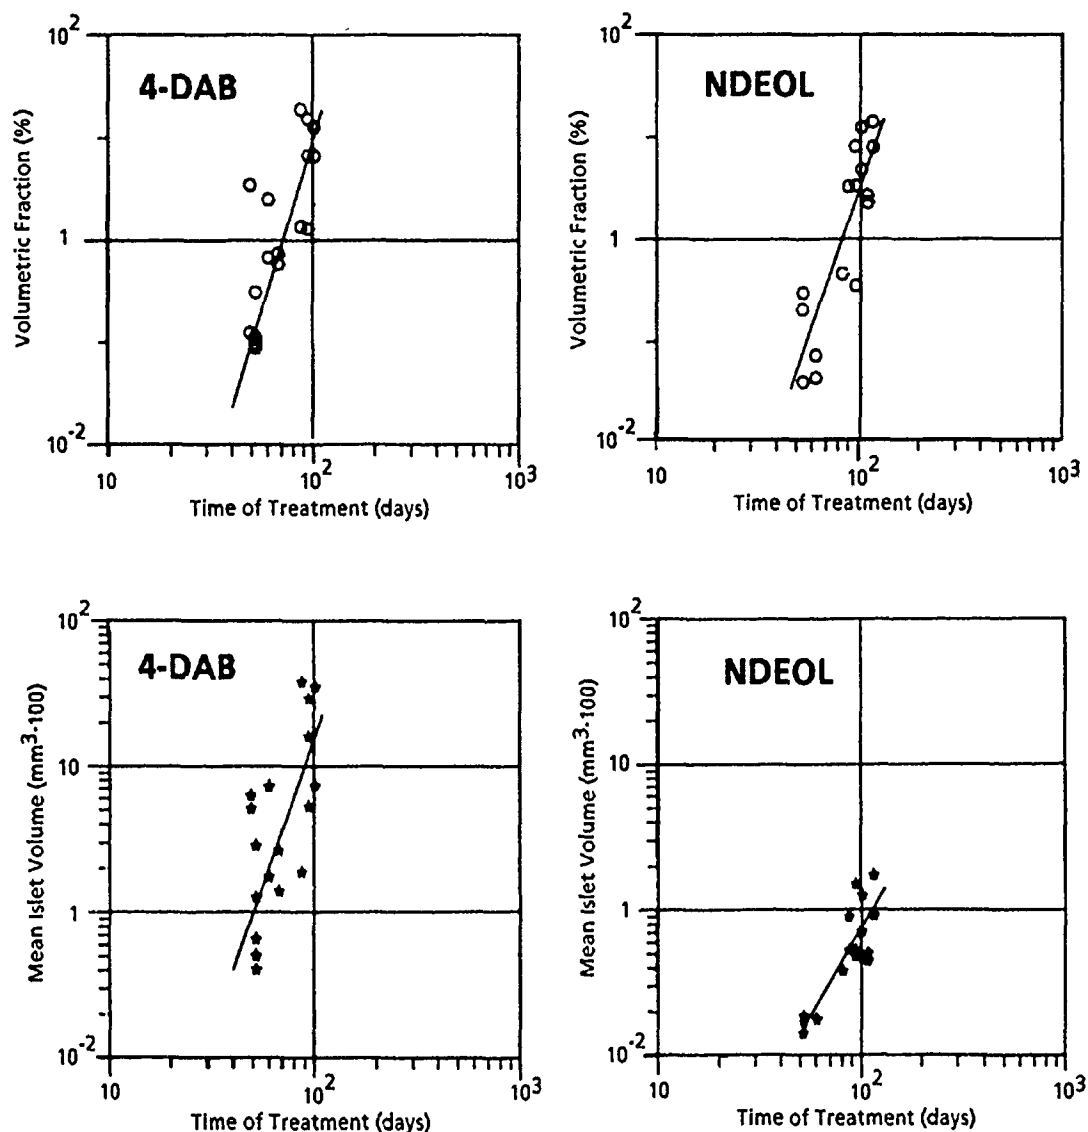 10²
4-DAB
1
10⁻²
Volumetric Fraction (%)
10
10²
10³
Time of Treatment (days)
10²
NDEOL
1
10⁻²
Volumetric Fraction (%)
10
10²
10³
Time of Treatment (days)
10²
4-DAB
10
1
10⁻²
Mean Islet Volume (mm³·100)
10
10²
10³
Time of Treatment (days)
10²
NDEOL
10
1
10⁻²
Mean Islet Volume (mm³·100)
10
10²
10³
Time of Treatment (days)